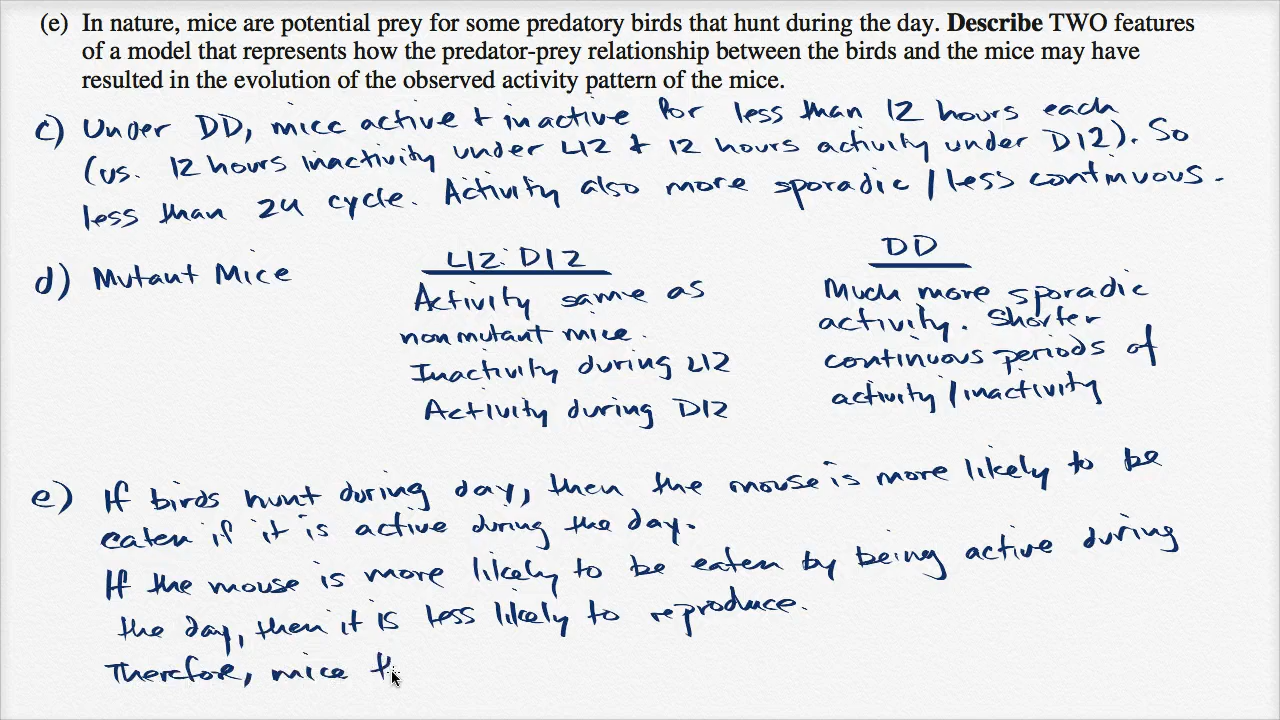 (e) In nature, mice are potential prey for some predatory birds that hunt during the day. Describe TWO features
of a model that represents how the predator-prey relationship between the birds and the mice may have
resulted in the evolution of the observed activity pattern of the mice.
c) Under DD, mice active + inactive for less than 12 hours each
(vs. 12 hours inactivity under L12 + 12 hours activity under D12). So
less than 24 cycle. Activity also more sporadic / less continuous.
d) Mutant Mice
L12:D12
Activity same as
nonmutant mice.
Inactivity during L12
Activity during D12
DD
Much more sporadic
activity. Shorter
continuous periods of
activity/inactivity
e) If birds hunt during day, then the mouse is more likely to be
eaten if it is active during the day.
If the mouse is more likely to be eaten by being active during
the day, then it is less likely to reproduce.
Therefore, mice t